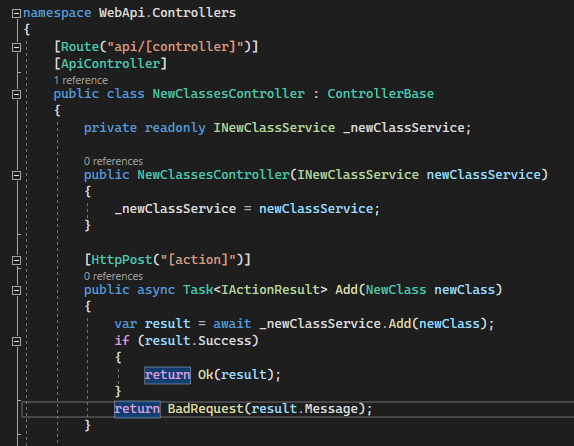 namespace WebApi.Controllers
{
[Route("api/[controller]")]
[ApiController]
1 reference
public class NewClassesController : ControllerBase
{
private readonly INewClassService _newClassService;
0 references
public NewClassesController(INewClassService newClassService)
{
_newClassService = newClassService;
}
[HttpPost("[action]")]
0 references
public async Task<IActionResult> Add(NewClass newClass)
{
var result = await _newClassService.Add(newClass);
if (result.Success)
{
return Ok(result);
}
return BadRequest(result.Message);
}